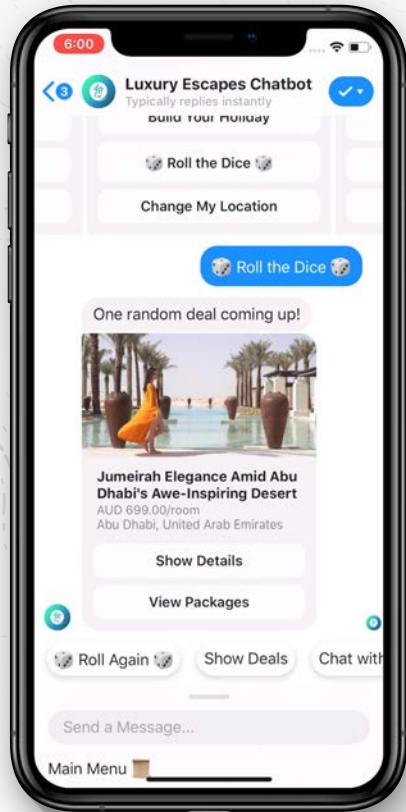 6:00
3
Luxury Escapes Chatbot
Typically replies instantly
Build Your Holiday
🎲 Roll the Dice 🎲
Change My Location
🎲 Roll the Dice 🎲
One random deal coming up!
Jumeirah Elegance Amid Abu
Dhabi's Awe-Inspiring Desert
AUD 699.00/room
Abu Dhabi, United Arab Emirates
Show Details
View Packages
🎲 Roll Again 🎲 Show Deals Chat with
Send a Message...
Main Menu